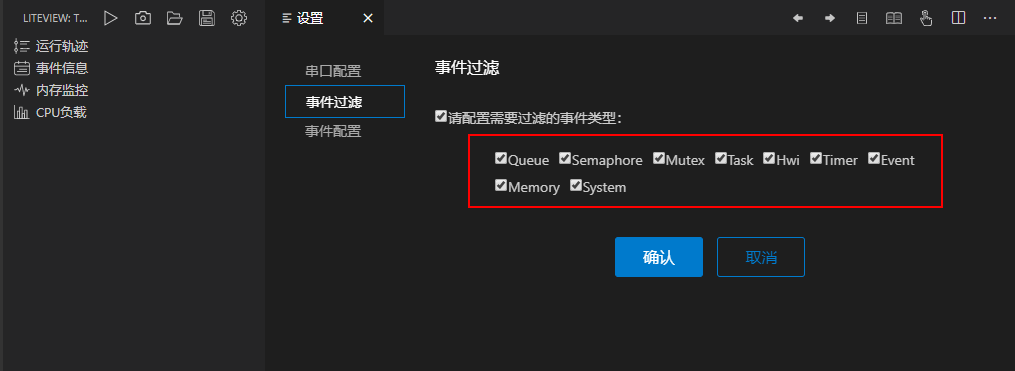 LITEVIEW: T...
设置
运行轨迹
事件信息
内存监控
CPU负载
串口配置
事件过滤
事件配置
事件过滤
请配置需要过滤的事件类型：
Queue Semaphore Mutex Task Hwi Timer Event
Memory System
确认 取消